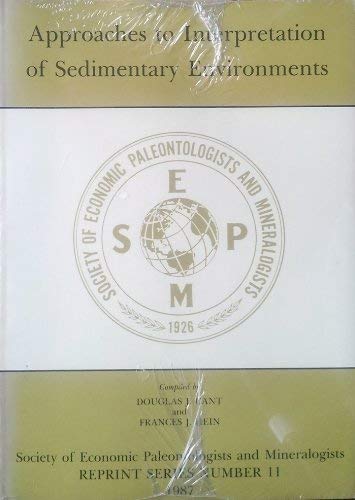 Approaches to Interpretation
of Sedimentary Environments
SOCIETY OF ECONOMIC PALEONTOLOGISTS AND MINERALOGISTS
E
S P
M
1926
Compiled by
DOUGLAS J. CANT
and
FRANCES J. HEIN
Society of Economic Paleontologists and Mineralogists
REPRINT SERIES NUMBER 11
1987